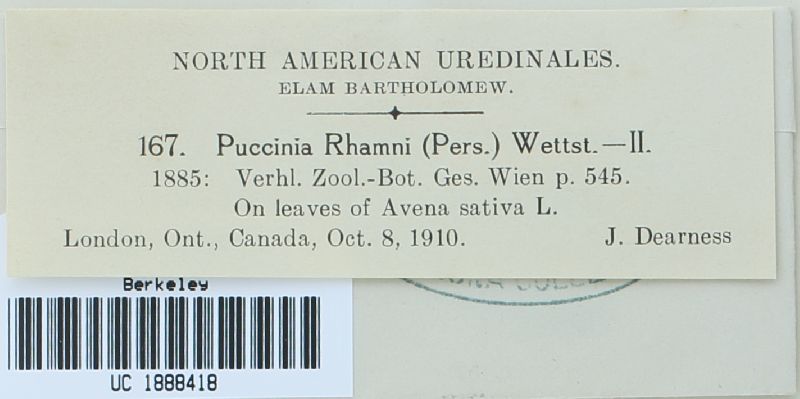 NORTH AMERICAN UREDINALES.
ELAM BARTHOLOMEW.
167. Puccinia Rhamni (Pers.) Wettst.—II.
1885: Verhl. Zool.-Bot. Ges. Wien p. 545.
On leaves of Avena sativa L.
London, Ont., Canada, Oct. 8, 1910. J. Dearness
Berkeley
UC 1888418